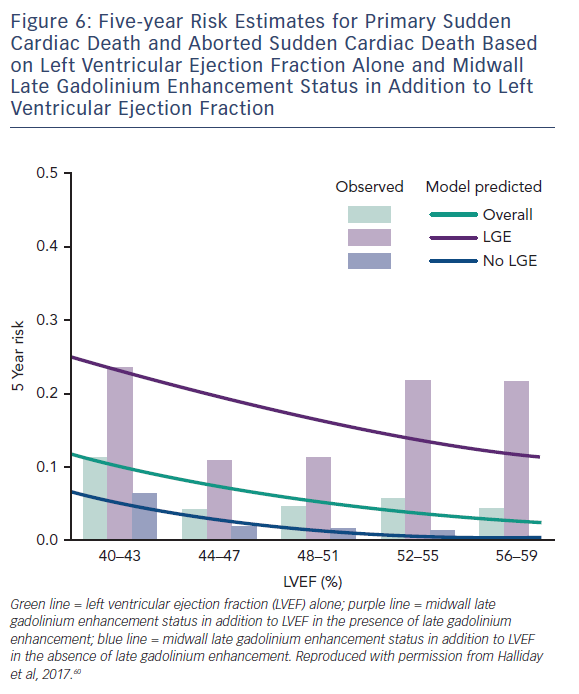 Figure 6: Five-year Risk Estimates for Primary Sudden
Cardiac Death and Aborted Sudden Cardiac Death Based
on Left Ventricular Ejection Fraction Alone and Midwall
Late Gadolinium Enhancement Status in Addition to Left
Ventricular Ejection Fraction
Observed Model predicted
Overall
LGE
No LGE
5 Year risk
0.5
0.4
0.3
0.2
0.1
0.0
40–43 44–47 48–51 52–55 56–59
LVEF (%)
Green line = left ventricular ejection fraction (LVEF) alone; purple line = midwall late
gadolinium enhancement status in addition to LVEF in the presence of late gadolinium
enhancement; blue line = midwall late gadolinium enhancement status in addition to LVEF
in the absence of late gadolinium enhancement. Reproduced with permission from Halliday
et al, 2017.⁶⁰